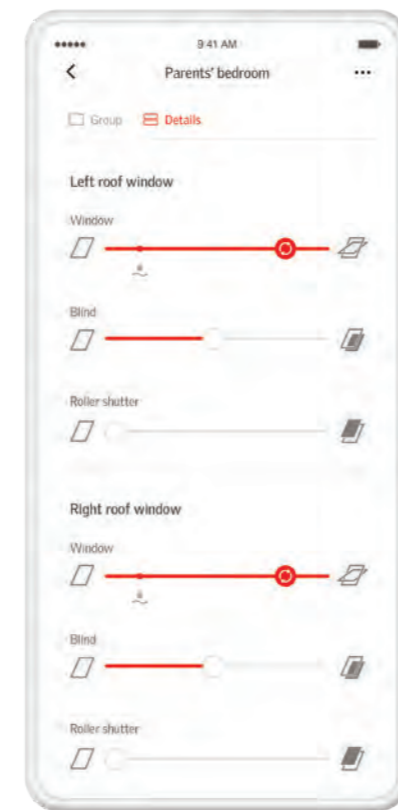 9:41 AM
Parents' bedroom
Group Details
Left roof window
Window
Blind
Roller shutter
Right roof window
Window
Blind
Roller shutter